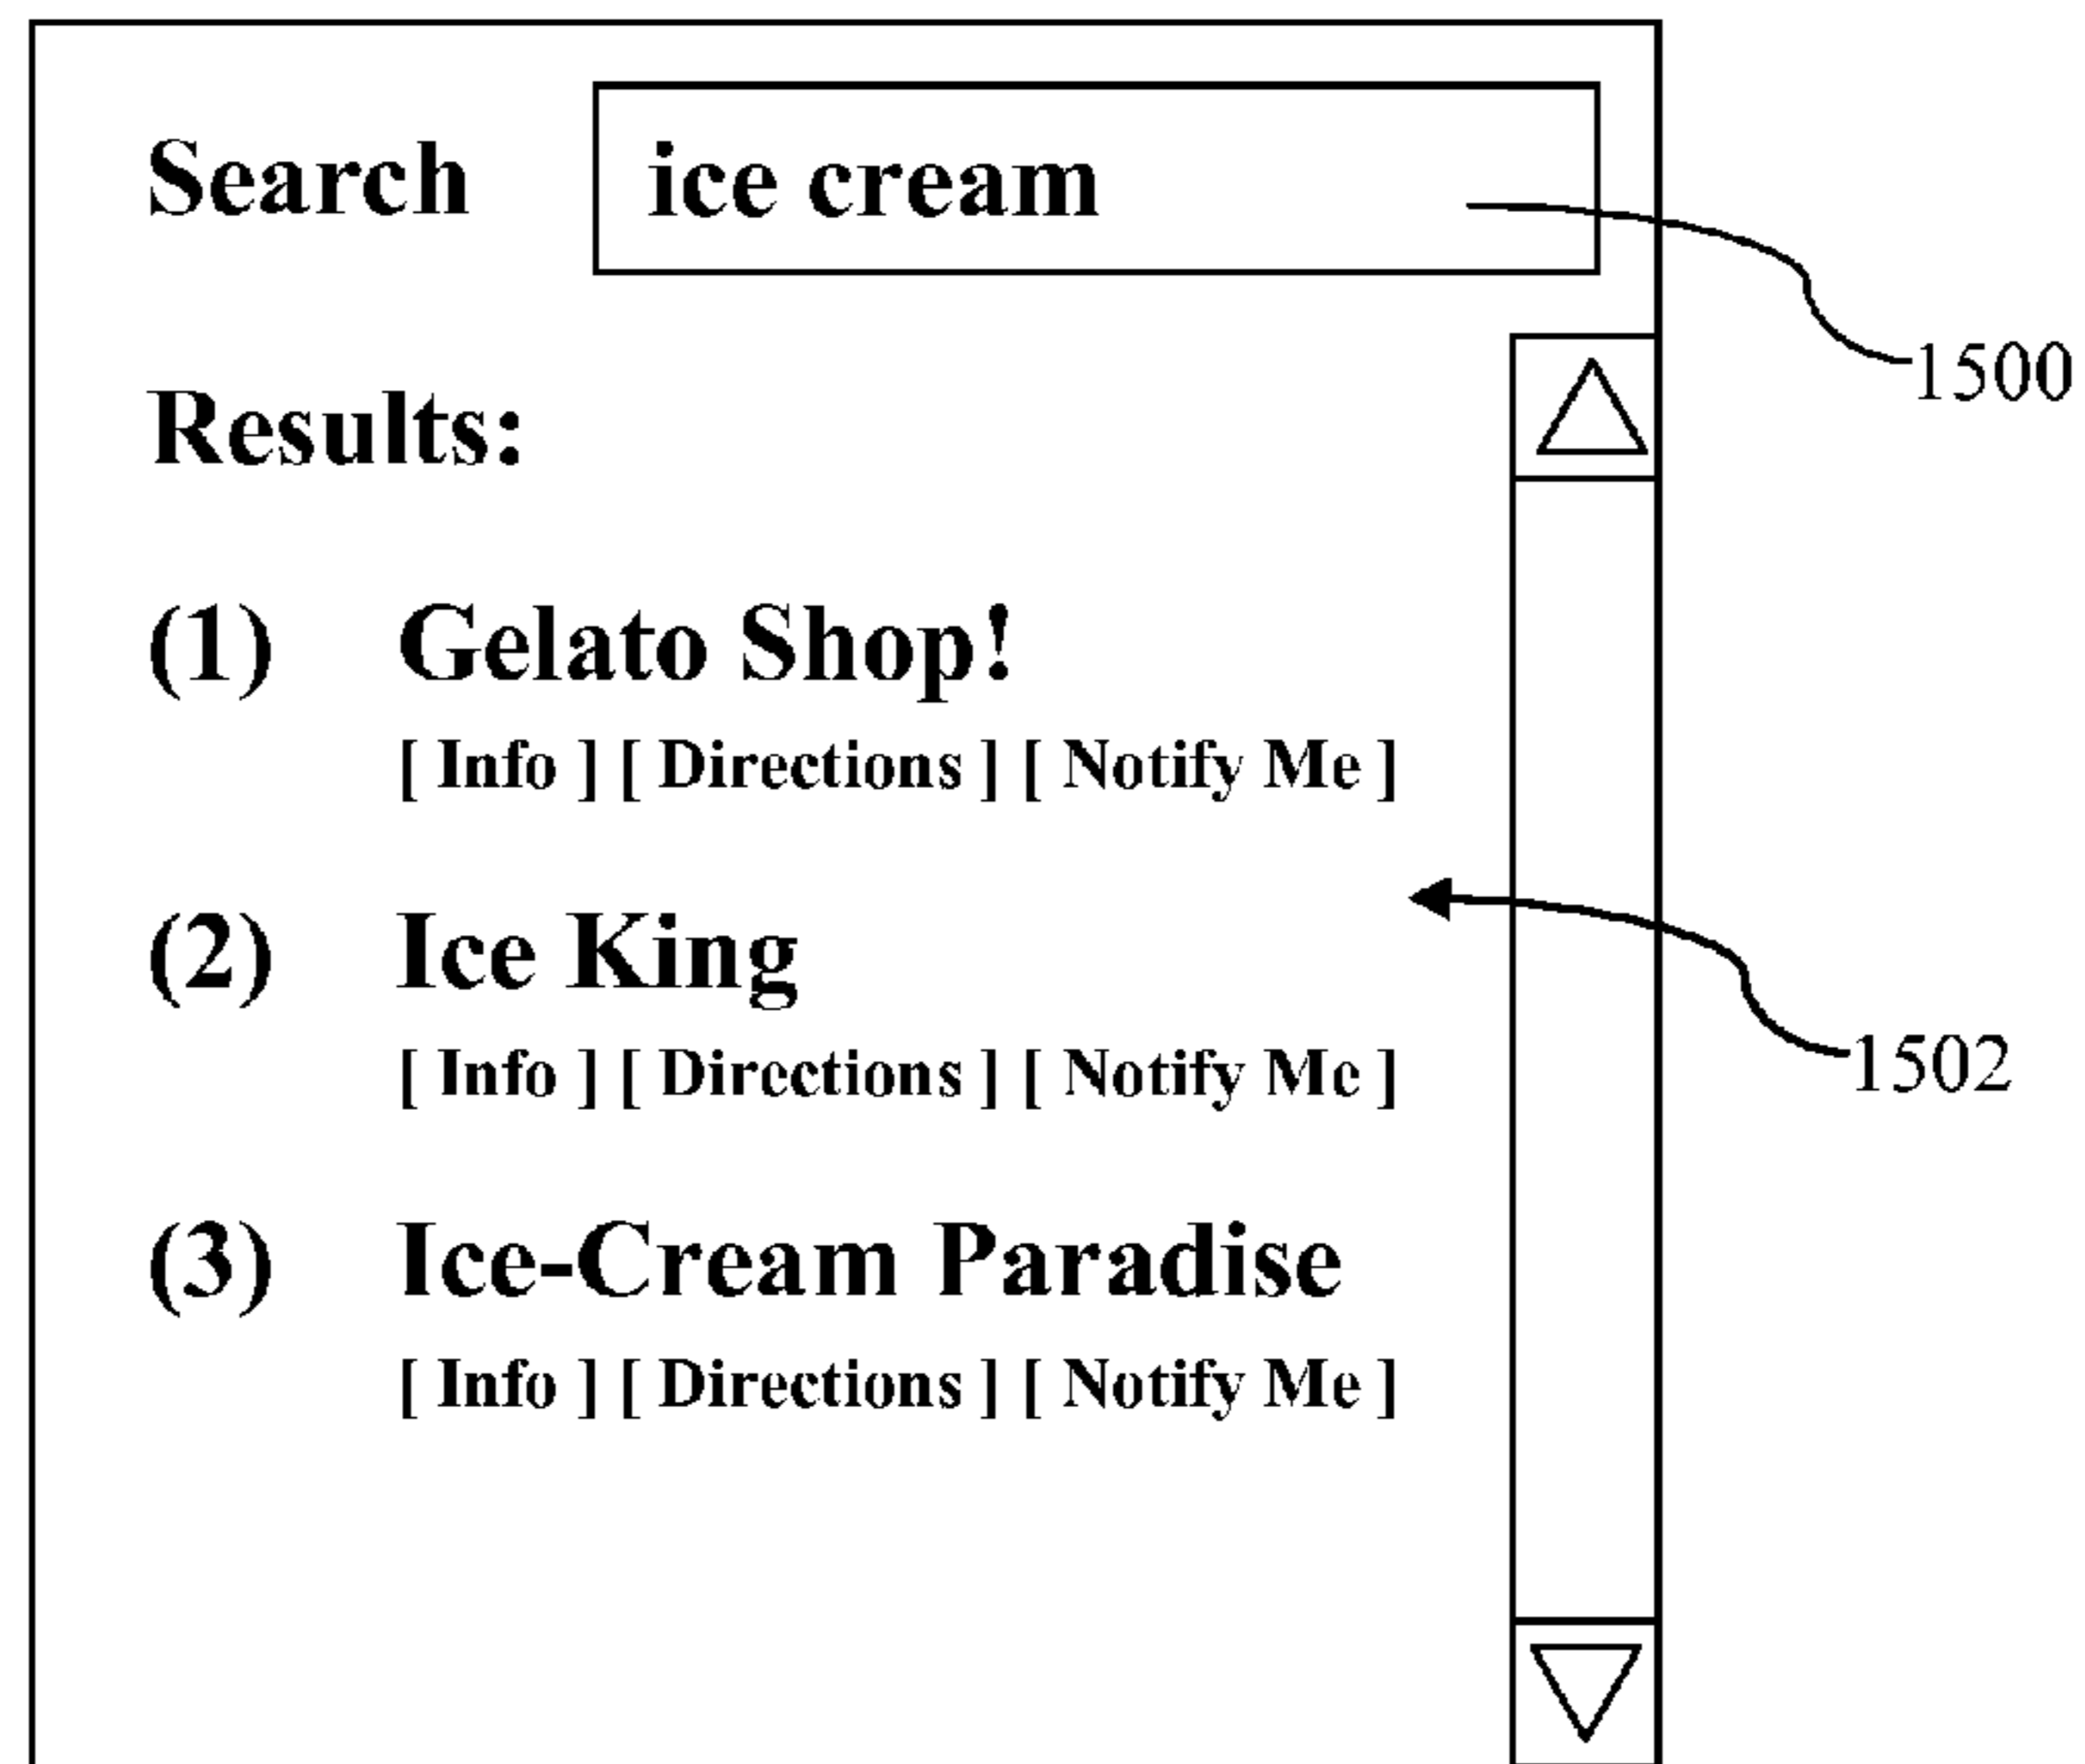 Search ice cream
1500
Results:
(1) Gelato Shop!
[ Info ] [ Directions ] [ Notify Me ]
(2) Ice King
[ Info ] [ Directions ] [ Notify Me ]
1502
(3) Ice-Cream Paradise
[ Info ] [ Directions ] [ Notify Me ]